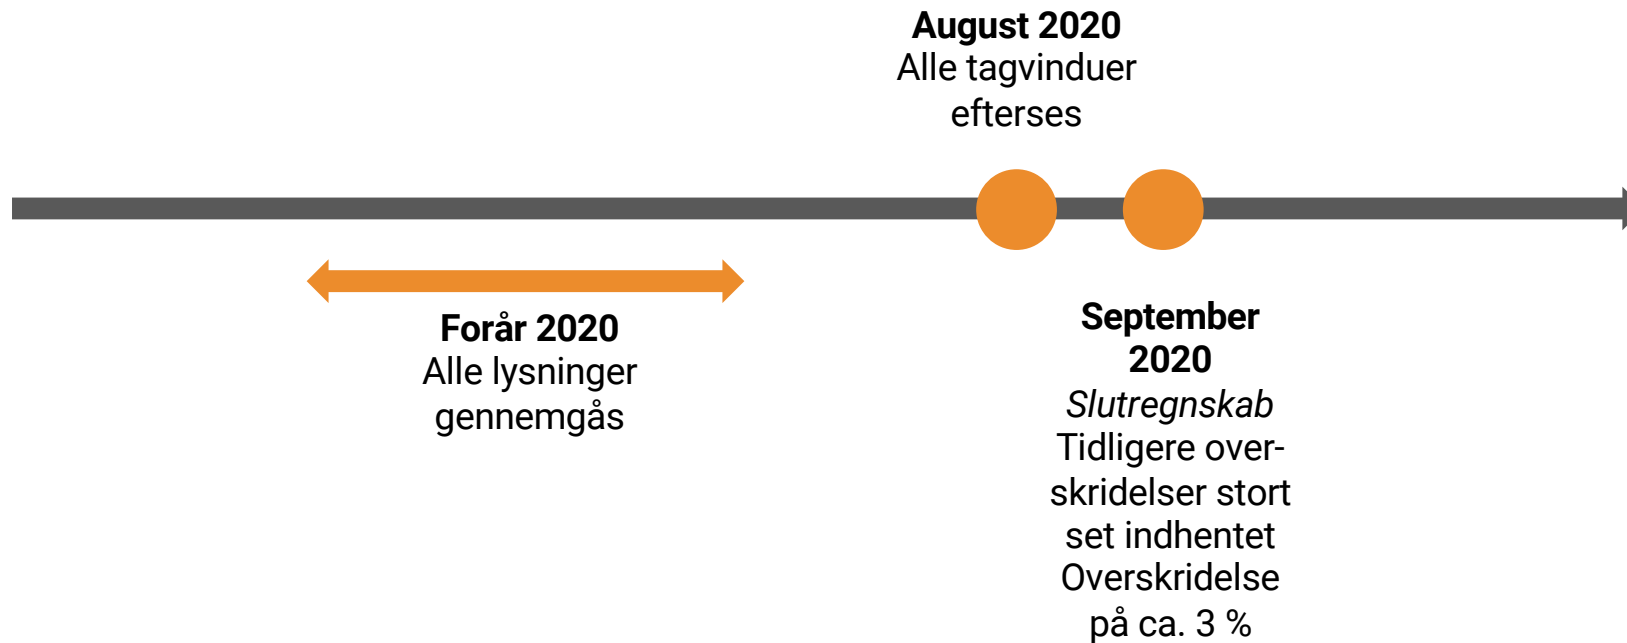 August 2020
Alle tagvinduer
efterses
Forår 2020
Alle lysninger
gennemgås
September
2020
Slutregnskab
Tidligere over-
skridelser stort
set indhentet
Overskridelse
på ca. 3 %